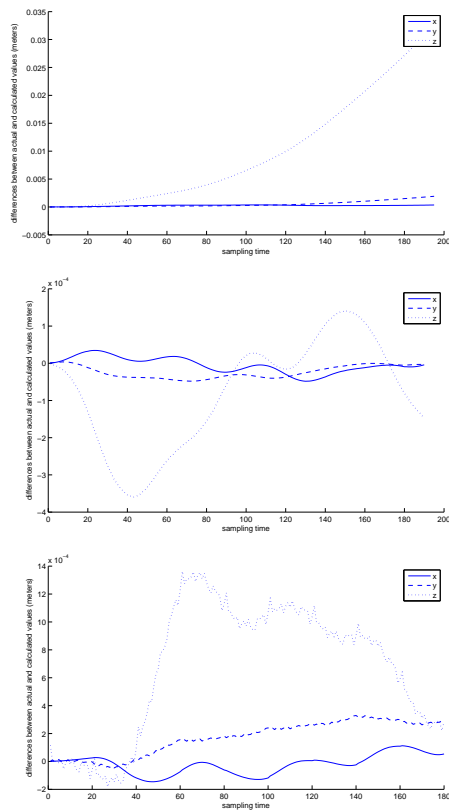 0.035
0.03
0.025
0.02
0.015
0.01
0.005
0
−0.005
differences between actual and calculated values (meters)
x
y
z
0 20 40 60 80 100 120 140 160 180 200
sampling time
x 10⁻⁴
2
1
0
−1
−2
−3
−4
differences between actual and calculated values (meters)
x
y
z
0 20 40 60 80 100 120 140 160 180 200
sampling time
x 10⁻⁴
14
12
10
8
6
4
2
0
−2
differences between actual and calculated values (meters)
x
y
z
0 20 40 60 80 100 120 140 160 180
sampling time